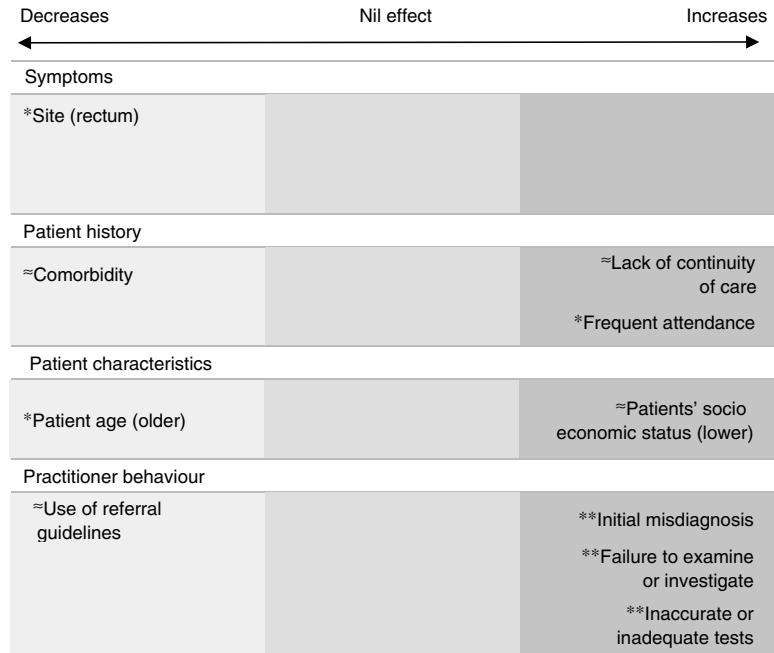 Decreases Nil effect Increases
Symptoms
*Site (rectum)
Patient history
≈Comorbidity
≈Lack of continuity
of care
*Frequent attendance
Patient characteristics
*Patient age (older)
≈Patients’ socio
economic status (lower)
Practitioner behaviour
≈Use of referral
guidelines
**Initial misdiagnosis
**Failure to examine
or investigate
**Inaccurate or
inadequate tests